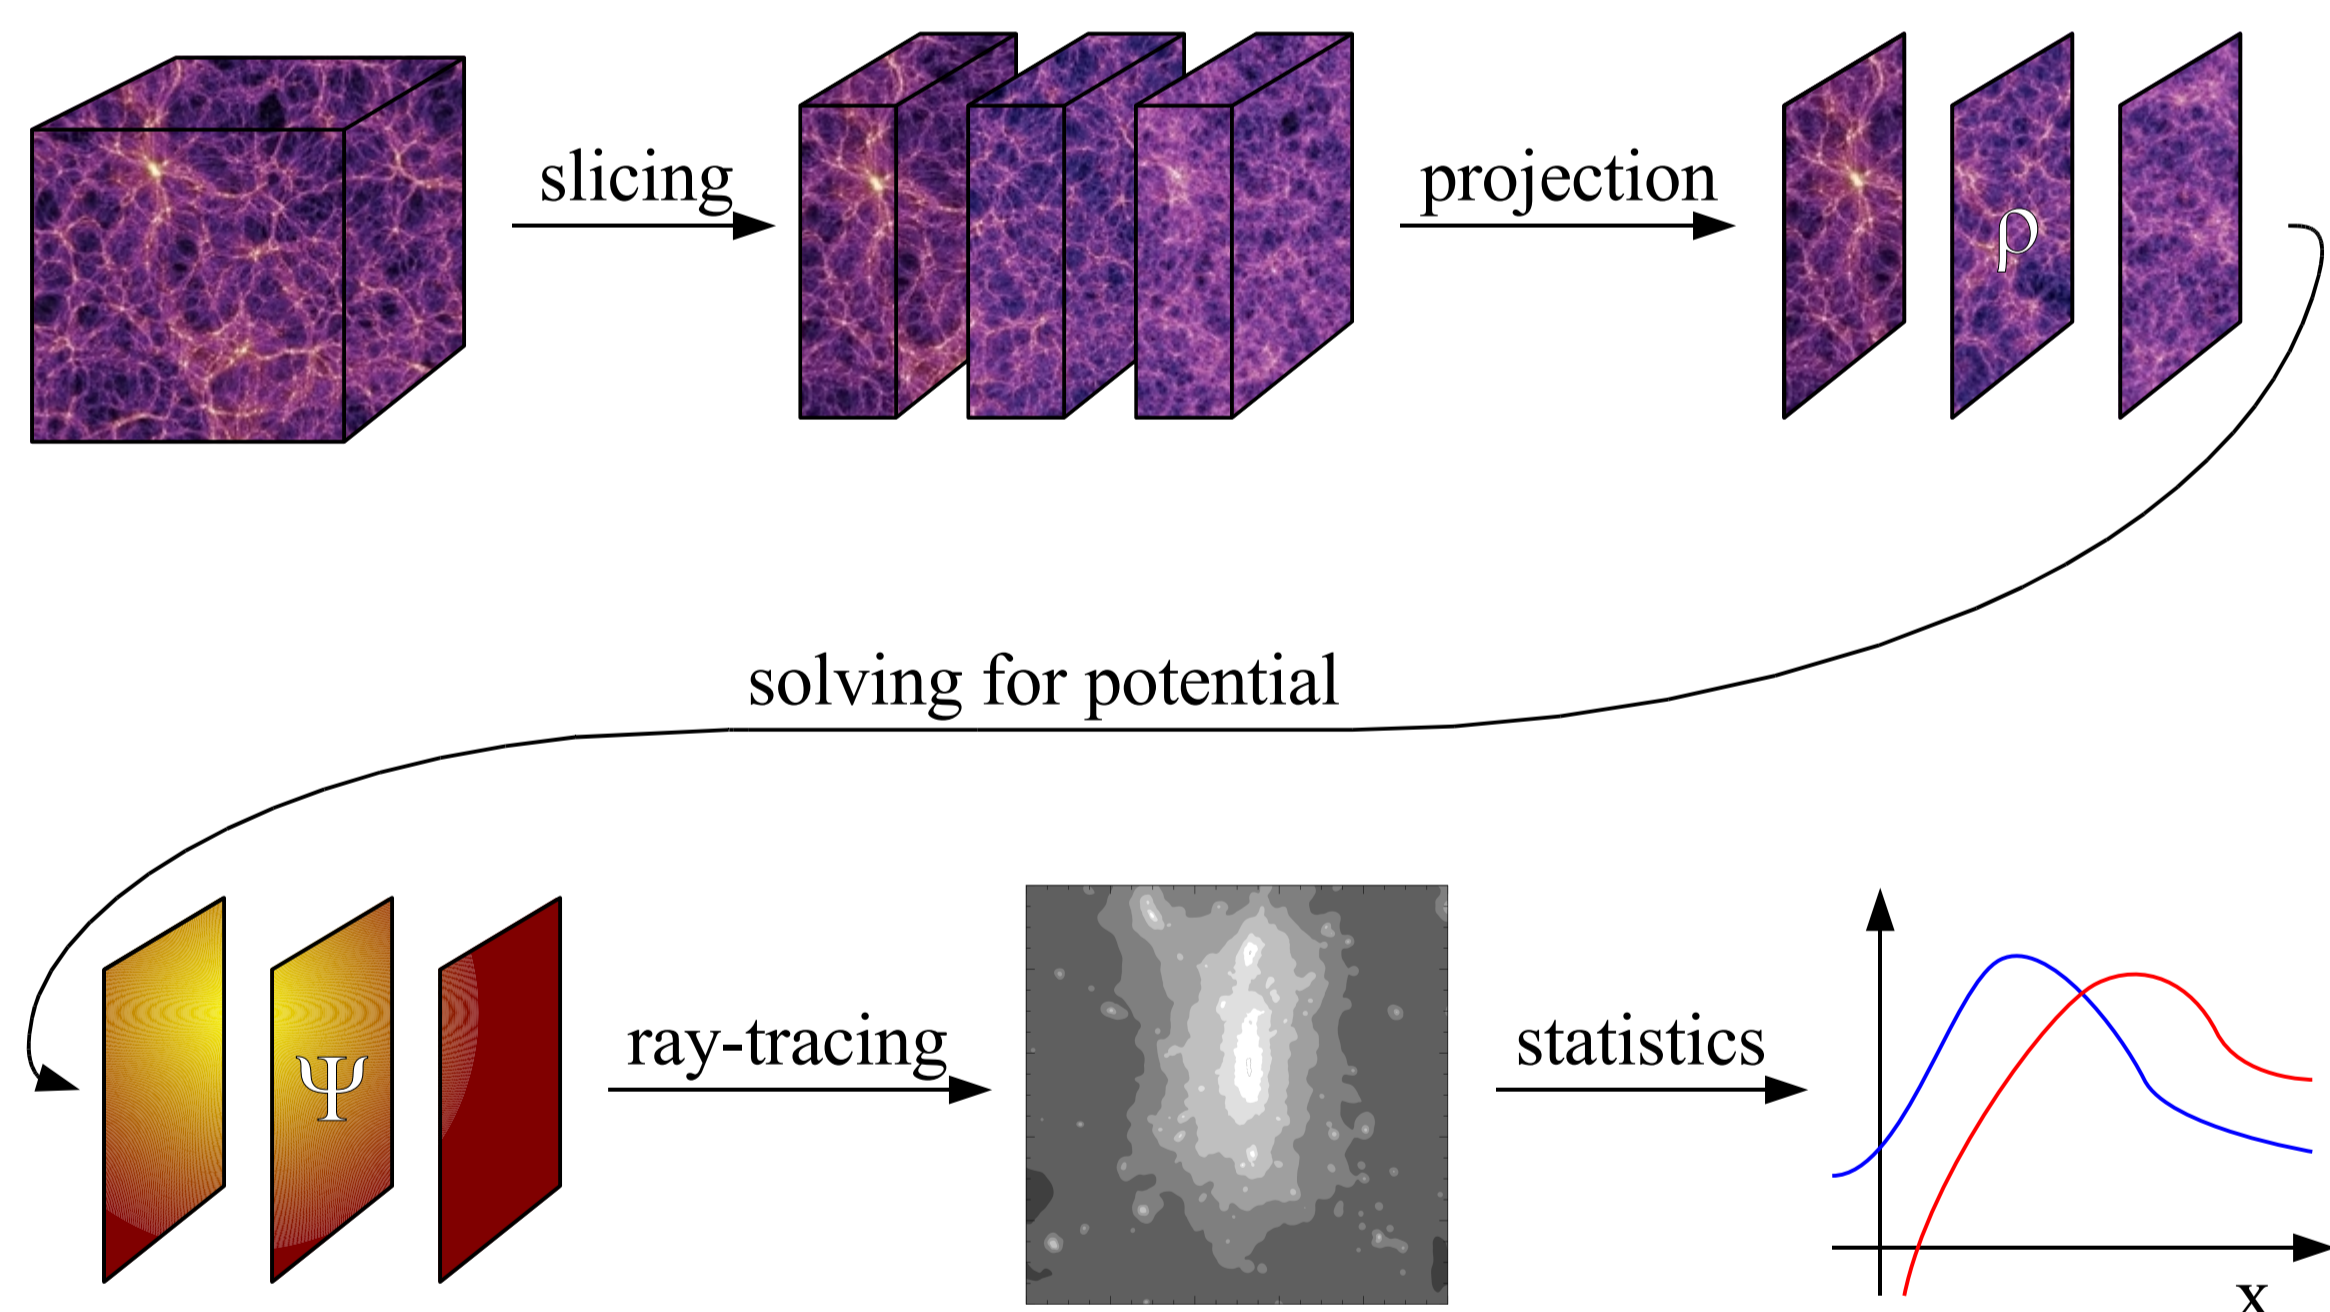 slicing
projection
ρ
solving for potential
Ψ
ray-tracing
statistics
x